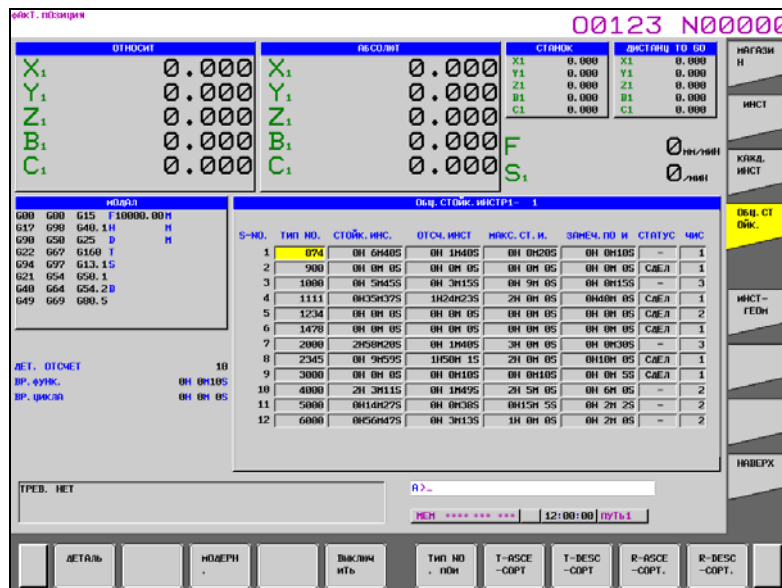 ФАКТ. ПОЗИЦИЯ
O0123 N00000
ОТНОСИТ
X1 0.000
Y1 0.000
Z1 0.000
B1 0.000
C1 0.000
АБСОЛЮТ
X1 0.000
Y1 0.000
Z1 0.000
B1 0.000
C1 0.000
СТАНОК
X1 0.000
Y1 0.000
Z1 0.000
B1 0.000
C1 0.000
ДИСТАНЦ TO GO
X1 0.000
Y1 0.000
Z1 0.000
B1 0.000
C1 0.000
F 0 ММ/МИН
S1 0 /МИН
МОДАЛ
G00 G80 G15 F10000.00 M
G17 G98 G40.1 H M
G90 G50 G25 D M
G22 G67 G160 T
G94 G97 G13.1 S
G21 G54 G50.1
G40 G64 G54.2 B
G49 G69 G80.5
ДЕТ. ОТСЧЕТ 10
ВР. ФУНК. 0H 0M10S
ВР. ЦИКЛА 0H 0M 0S
ОБЩ. СТОЙК. ИНСТР1- 1
S-NO. ТИП NO. СТОЙК. ИНС. ОТСЧ. ИНСТ МАКС. СТ. И. ЗАМЕЧ. ПО И СТАТУС ЧИС
1 874 0H 6M40S 0H 1M40S 0H 0M20S 0H 0M10S - 1
2 900 0H 0M 0S 0H 0M 0S 0H 0M 0S 0H 0M 0S СДЕЛ 1
3 1000 0H 5M45S 0H 3M15S 0H 9M 0S 0H 0M15S - 3
4 1111 0H35M37S 1H24M23S 2H 0M 0S 0H40M 0S СДЕЛ 1
5 1234 0H 0M 0S 0H 0M 0S 0H 0M 0S 0H 0M 0S СДЕЛ 2
6 1478 0H 0M 0S 0H 0M 0S 0H 0M 0S 0H 0M 0S СДЕЛ 1
7 2000 2H58M20S 0H 1M40S 3H 0M 0S 0H 0M30S - 3
8 2345 0H 9M59S 1H50M 1S 2H 0M 0S 0H10M 0S СДЕЛ 1
9 3000 0H 0M 0S 0H 0M10S 0H 0M10S 0H 0M 5S СДЕЛ 1
10 4000 2H 3M11S 0H 1M49S 2H 5M 0S 0H 6M 0S - 2
11 5000 0H14M27S 0H 0M38S 0H15M 5S 0H 2M 2S - 2
12 6000 0H56M47S 0H 3M13S 1H 0M 0S 0H 2M 0S - 2
МАГАЗИ
Н
ИНСТ
КАЖД.
ИНСТ
ОБЩ. СТ
ОЙК.
ИНСТ-
ГЕОМ
НАВЕРХ
ТРЕВ. НЕТ
A>_
MEM **** *** *** 12:00:00 ПУТЬ1
ДЕТАЛЬ
МОДЕРН
.
ВЫКЛЮЧ
ИТЬ
ТИП NO
. ПОИ
T-ASCE
-СОРТ
T-DESC
-СОРТ
R-ASCE
-СОРТ.
R-DESC
-СОРТ.